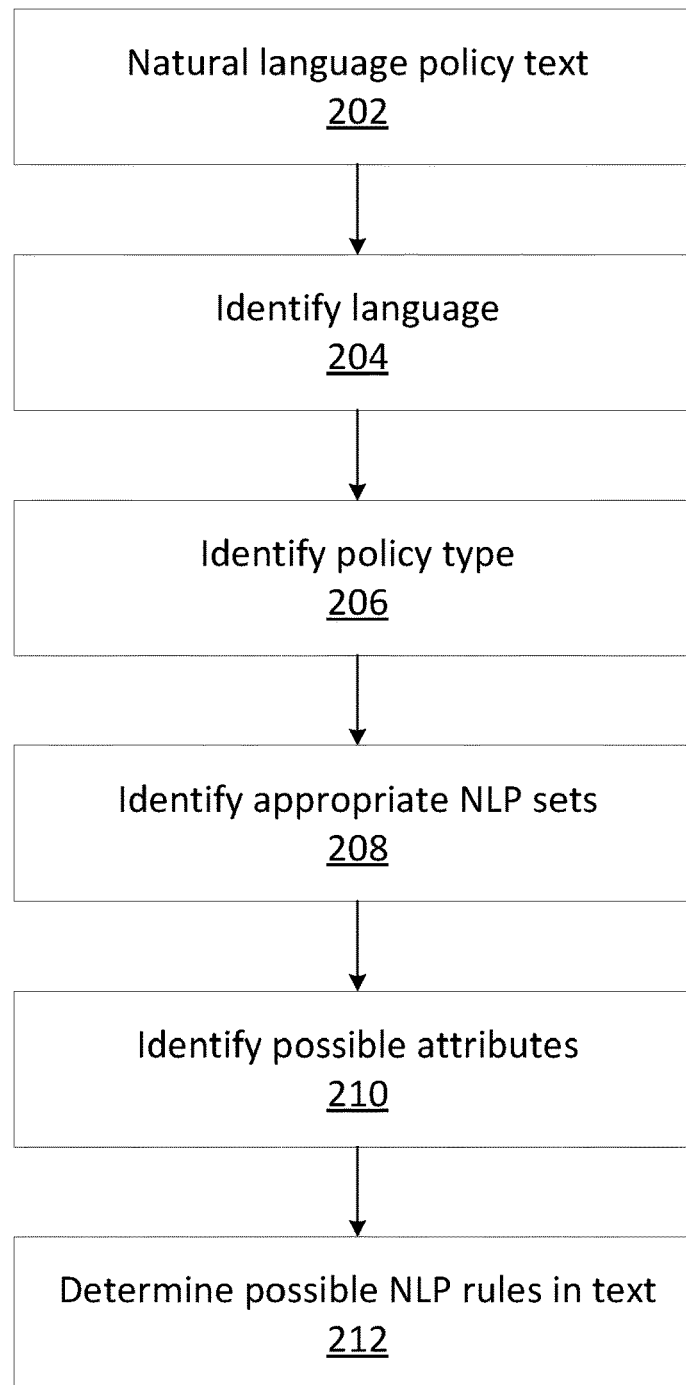 Natural language policy text
202
Identify language
204
Identify policy type
206
Identify appropriate NLP sets
208
Identify possible attributes
210
Determine possible NLP rules in text
212